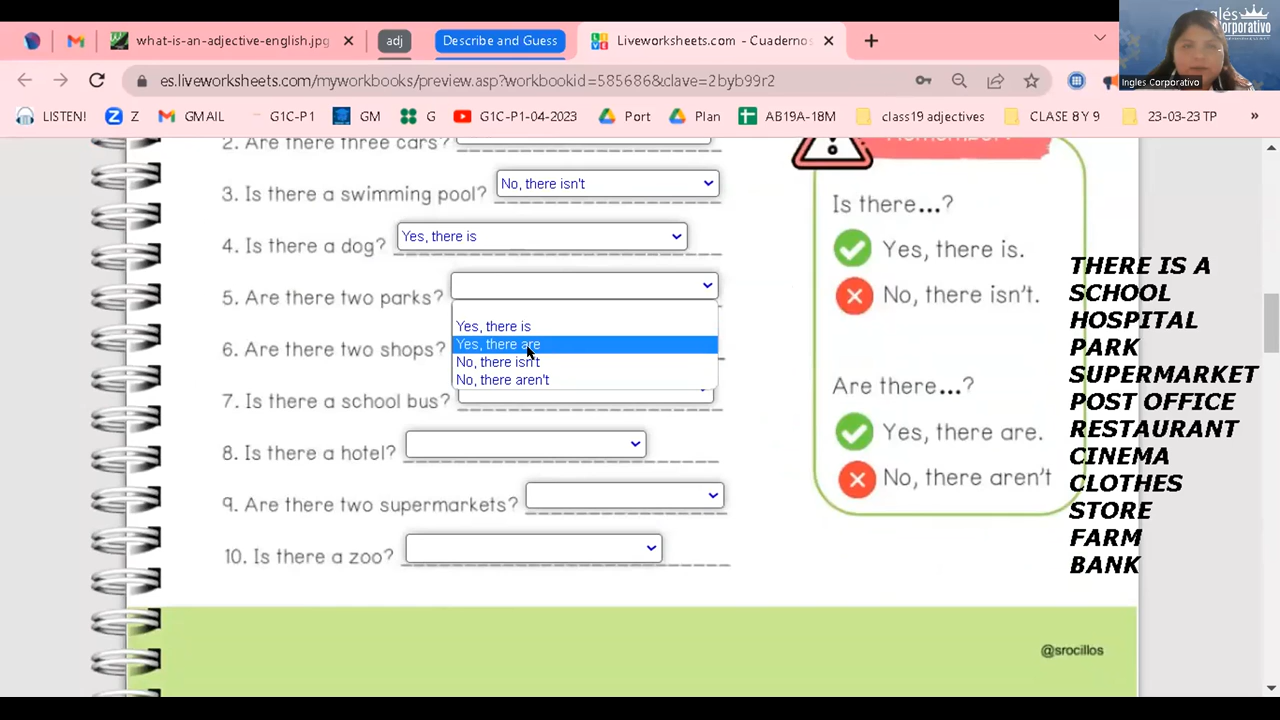 inglés
Corporativo
Ingles Corporativo
what-is-an-adjective-english.jpg
adj
Describe and Guess
Liveworksheets.com - Cuadernos
es.liveworksheets.com/myworkbooks/preview.asp?workbookid=585686&clave=2byb99r2
LISTEN!
Z
GMAIL
G1C-P1
GM
G
G1C-P1-04-2023
Port
Plan
AB19A-18M
class19 adjectives
CLASE 8 Y 9
23-03-23 TP
»
2. Are there three cars?
3. Is there a swimming pool? No, there isn't
4. Is there a dog? Yes, there is
5. Are there two parks?
Yes, there is
Yes, there are
No, there isn't
No, there aren't
6. Are there two shops?
7. Is there a school bus?
8. Is there a hotel?
9. Are there two supermarkets?
10. Is there a zoo?
Remember
Is there...?
Yes, there is.
No, there isn't.
Are there...?
Yes, there are.
No, there aren't
THERE IS A
SCHOOL
HOSPITAL
PARK
SUPERMARKET
POST OFFICE
RESTAURANT
CINEMA
CLOTHES
STORE
FARM
BANK
@srocillos